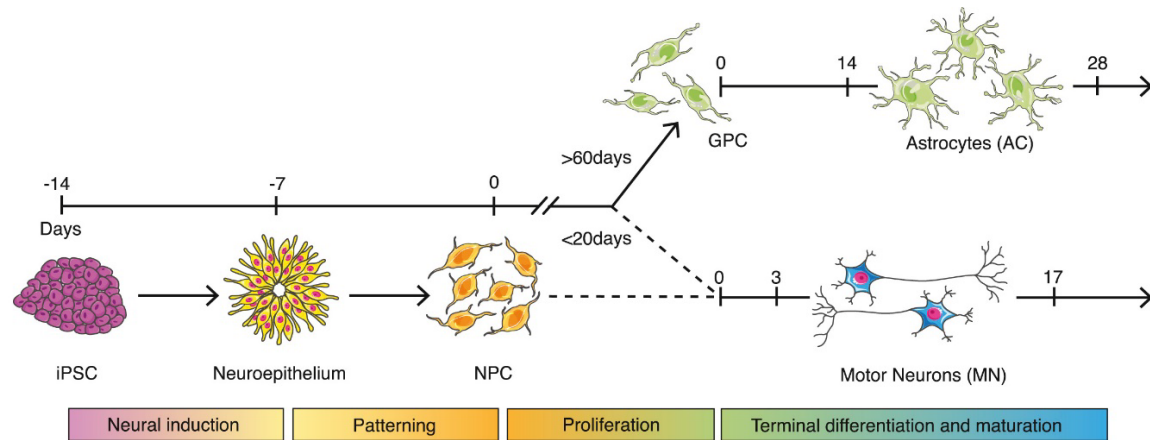 0
14
28
GPC
Astrocytes (AC)
>60days
-14
-7
0
Days
<20days
0
3
17
iPSC
Neuroepithelium
NPC
Motor Neurons (MN)
Neural induction
Patterning
Proliferation
Terminal differentiation and maturation